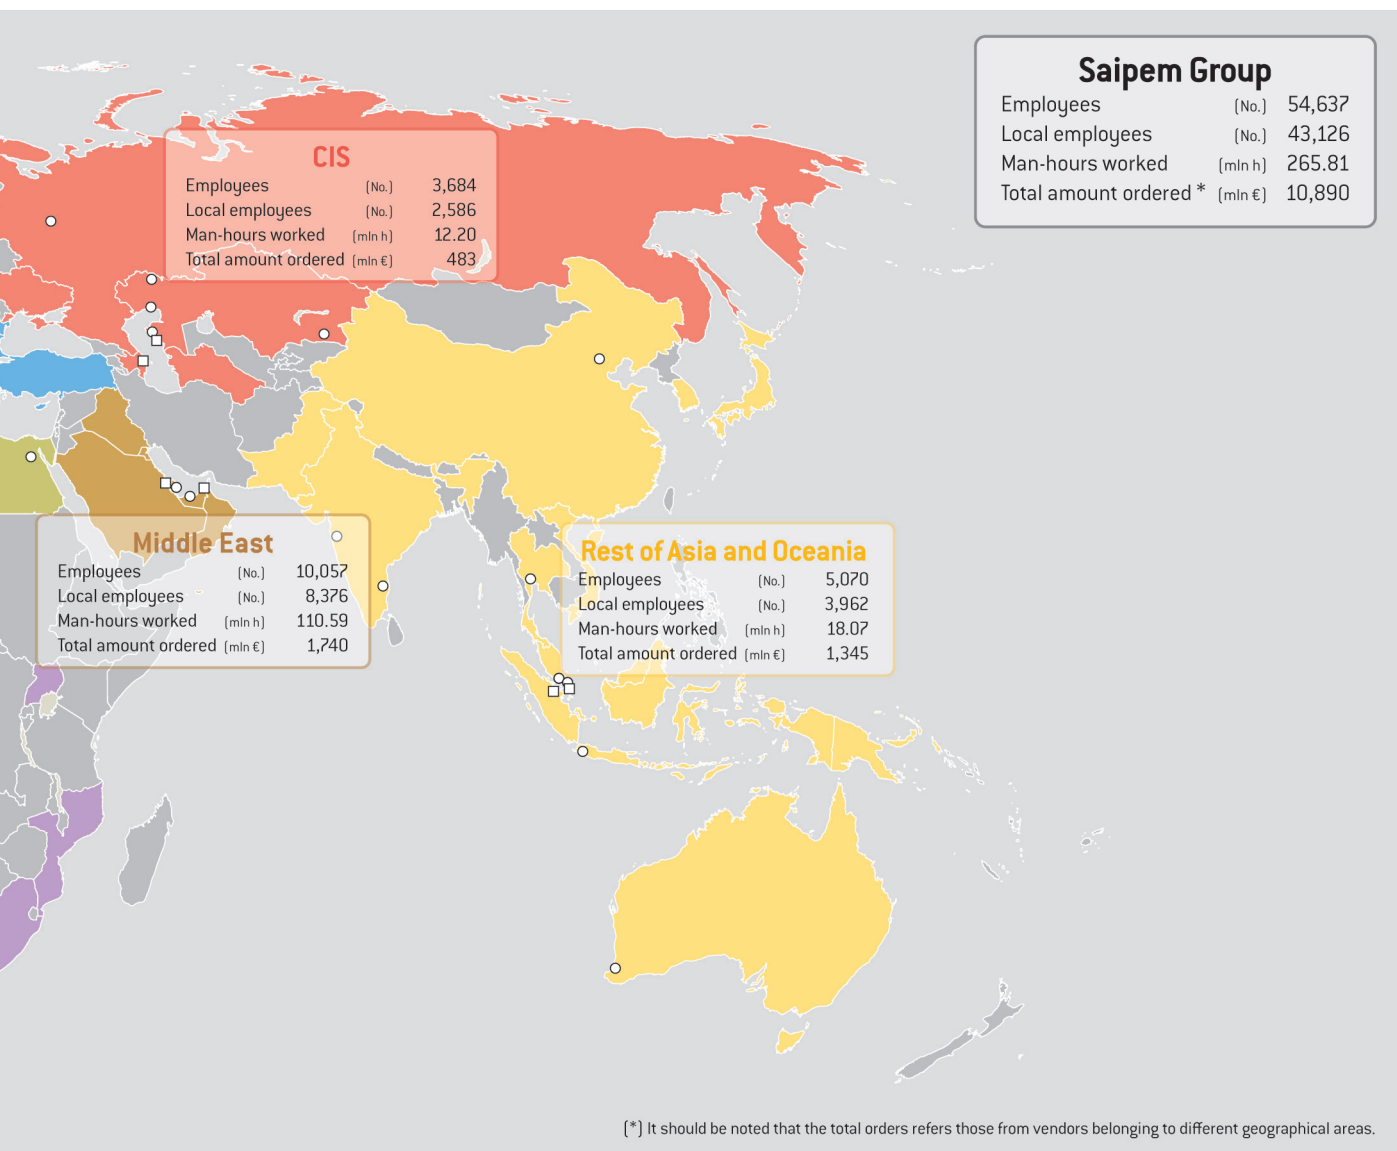 Saipem Group
Employees (No.) 54,637
Local employees (No.) 43,126
Man-hours worked (mln h) 265.81
Total amount ordered * (mln €) 10,890
CIS
Employees (No.) 3,684
Local employees (No.) 2,586
Man-hours worked (mln h) 12.20
Total amount ordered (mln €) 483
Middle East
Employees (No.) 10,057
Local employees (No.) 8,376
Man-hours worked (mln h) 110.59
Total amount ordered (mln €) 1,740
Rest of Asia and Oceania
Employees (No.) 5,070
Local employees (No.) 3,962
Man-hours worked (mln h) 18.07
Total amount ordered (mln €) 1,345
(*) It should be noted that the total orders refers those from vendors belonging to different geographical areas.